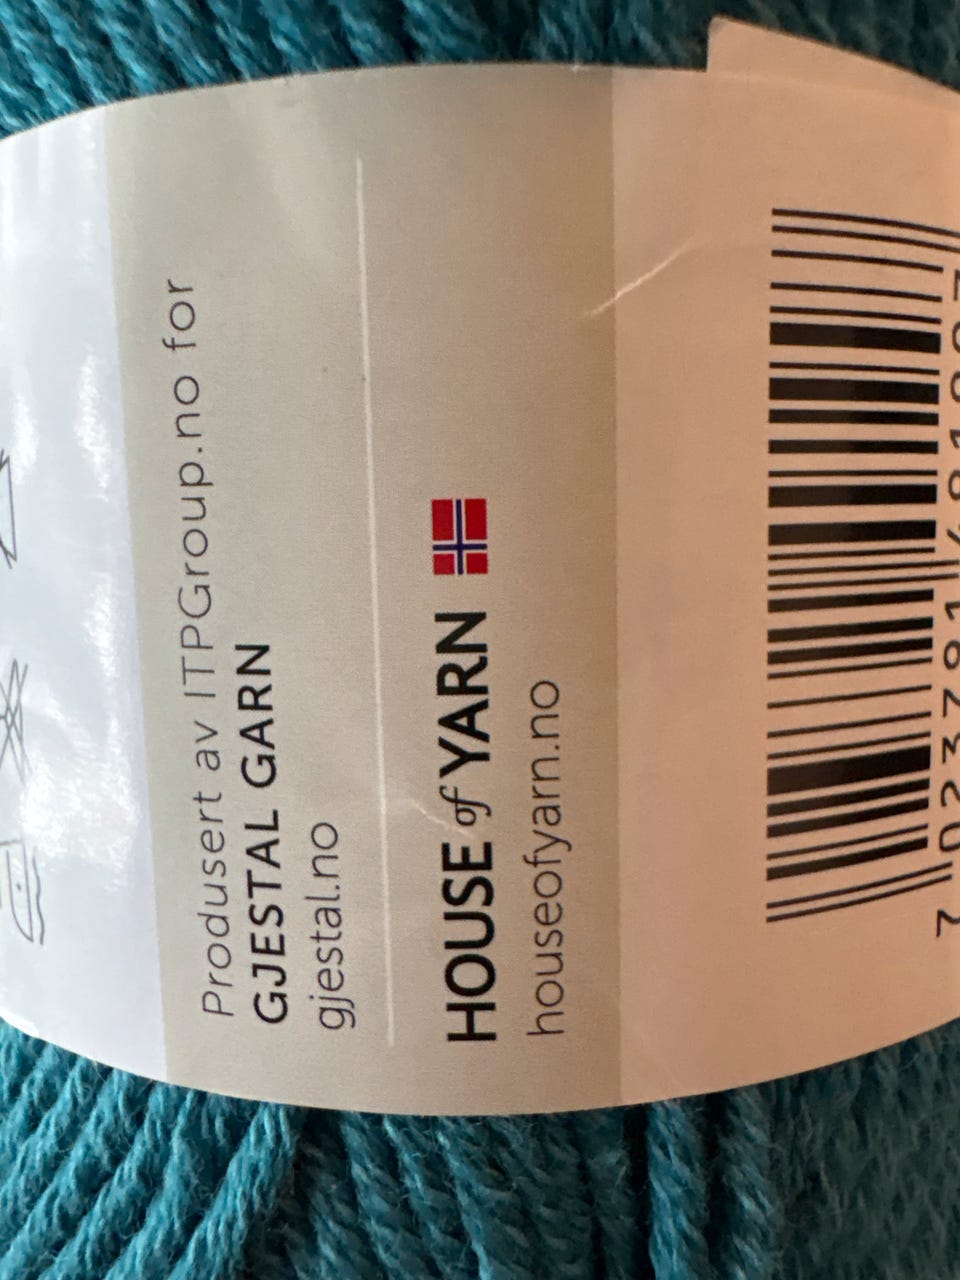 Produsert av ITPGroup.no for
GJESTAL GARN
gjestal.no
HOUSE of YARN
houseofyarn.no